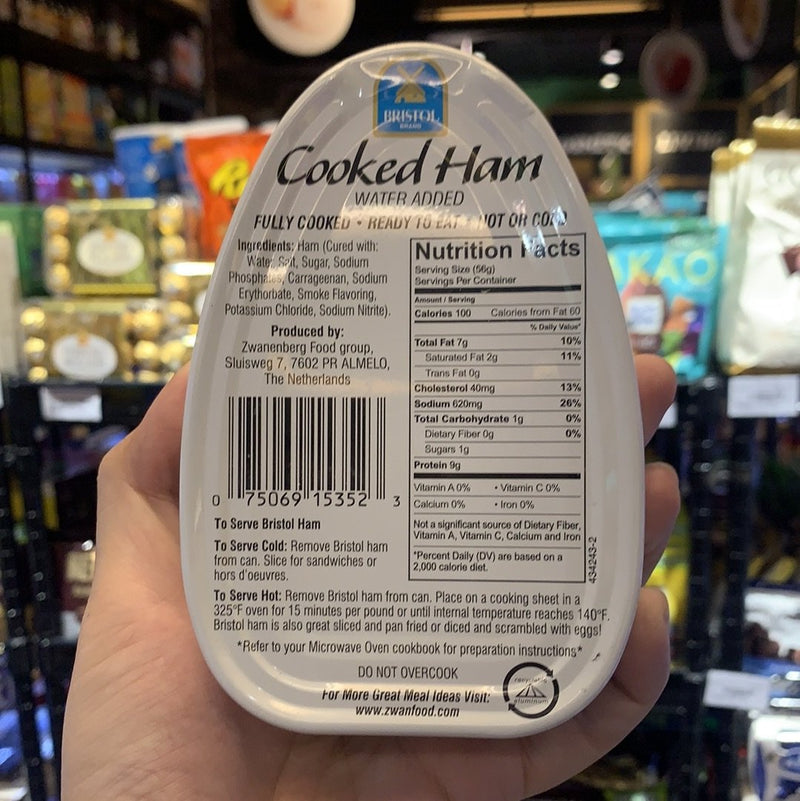 BRISTOL
BRAND
Cooked Ham
WATER ADDED
FULLY COOKED • READY TO EAT • HOT OR COLD
Ingredients: Ham (Cured with:
Water, Salt, Sugar, Sodium
Phosphates, Carrageenan, Sodium
Erythorbate, Smoke Flavoring,
Potassium Chloride, Sodium Nitrite).
Produced by:
Zwanenberg Food group,
Sluisweg 7, 7602 PR ALMELO,
The Netherlands
0 75069 15352 3
To Serve Bristol Ham
To Serve Cold: Remove Bristol ham
from can. Slice for sandwiches or
hors d'oeuvres.
Nutrition Facts
Serving Size (56g)
Servings Per Container
Amount / Serving
Calories 100 Calories from Fat 60
% Daily Value*
Total Fat 7g 10%
Saturated Fat 2g 11%
Trans Fat 0g
Cholesterol 40mg 13%
Sodium 620mg 26%
Total Carbohydrate 1g 0%
Dietary Fiber 0g 0%
Sugars 1g
Protein 9g
Vitamin A 0% • Vitamin C 0%
Calcium 0% • Iron 0%
Not a significant source of Dietary Fiber,
Vitamin A, Vitamin C, Calcium and Iron
*Percent Daily (DV) are based on a
2,000 calorie diet.
434243-2
To Serve Hot: Remove Bristol ham from can. Place on a cooking sheet in a
325°F oven for 15 minutes per pound or until internal temperature reaches 140°F.
Bristol ham is also great sliced and pan fried or diced and scrambled with eggs!
*Refer to your Microwave Oven cookbook for preparation instructions*
DO NOT OVERCOOK
For More Great Meal Ideas Visit:
www.zwanfood.com
recyclable
aluminum
KAO